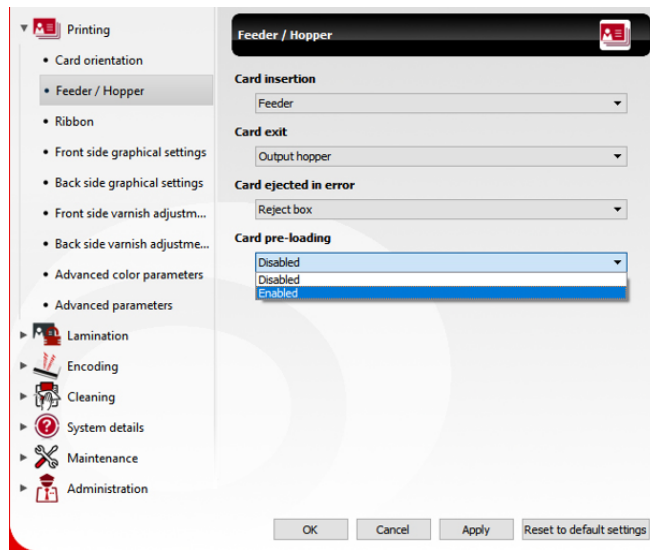 Printing
Card orientation
Feeder / Hopper
Ribbon
Front side graphical settings
Back side graphical settings
Front side varnish adjustm...
Back side varnish adjustme...
Advanced color parameters
Advanced parameters
Lamination
Encoding
Cleaning
System details
Maintenance
Administration
Feeder / Hopper
Card insertion
Feeder
Card exit
Output hopper
Card ejected in error
Reject box
Card pre-loading
Disabled
Disabled
Enabled
OK Cancel Apply Reset to default settings